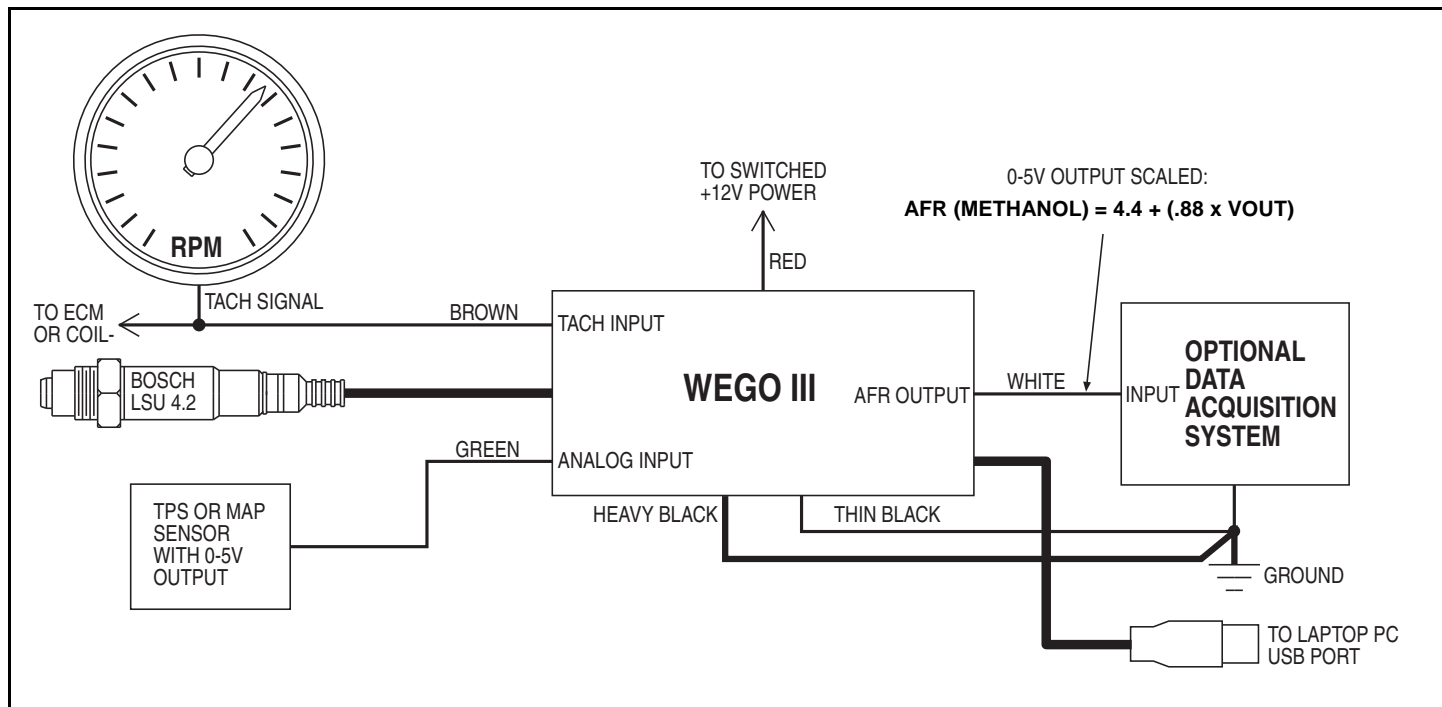 RPM
TACH SIGNAL
TO ECM
OR COIL-
BROWN
TACH INPUT
BOSCH
LSU 4.2
GREEN
ANALOG INPUT
TPS OR MAP
SENSOR
WITH 0-5V
OUTPUT
TO SWITCHED
+12V POWER
RED
WEGO III
AFR OUTPUT
HEAVY BLACK
THIN BLACK
0-5V OUTPUT SCALED:
AFR (METHANOL) = 4.4 + (.88 x VOUT)
WHITE
INPUT
OPTIONAL
DATA
ACQUISITION
SYSTEM
GROUND
TO LAPTOP PC
USB PORT